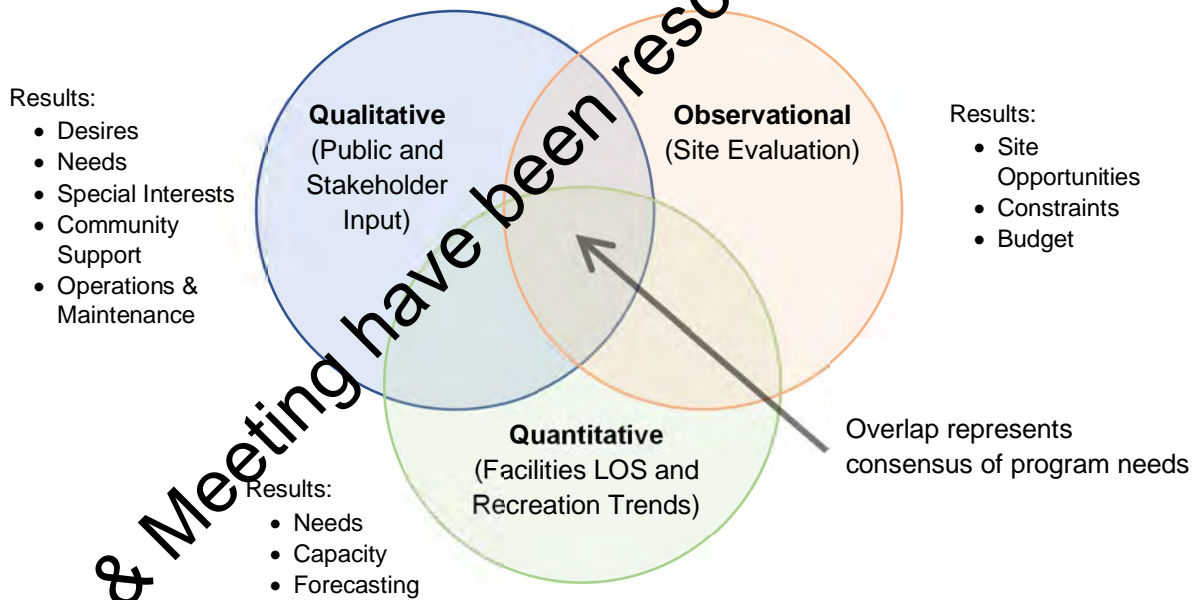 Results:
• Desires
• Needs
• Special Interests
• Community
Support
• Operations &
Maintenance
Qualitative
(Public and
Stakeholder
Input)
Observational
(Site Evaluation)
Results:
• Site
Opportunities
• Constraints
• Budget
Quantitative
(Facilities LOS and
Recreation Trends)
Results:
• Needs
• Capacity
• Forecasting
Overlap represents
consensus of program needs
& Meeting have been